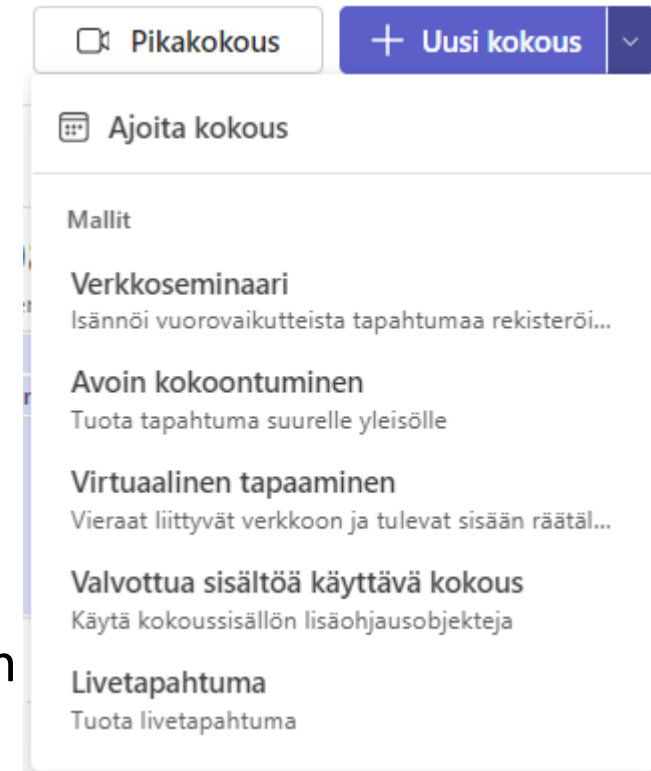 Pikakokous
+ Uusi kokous
Ajoita kokous
Mallit
Verkkoseminaari
Isännöi vuorovaikutteista tapahtumaa rekisteröi...
Avoin kokoontuminen
Tuota tapahtuma suurelle yleisölle
Virtuaalinen tapaaminen
Vieraat liittyvät verkkoon ja tulevat sisään räätäl...
Valvottua sisältöä käyttävä kokous
Käytä kokoussisällön lisäohjausobjekteja
Livetapahtuma
Tuota livetapahtuma